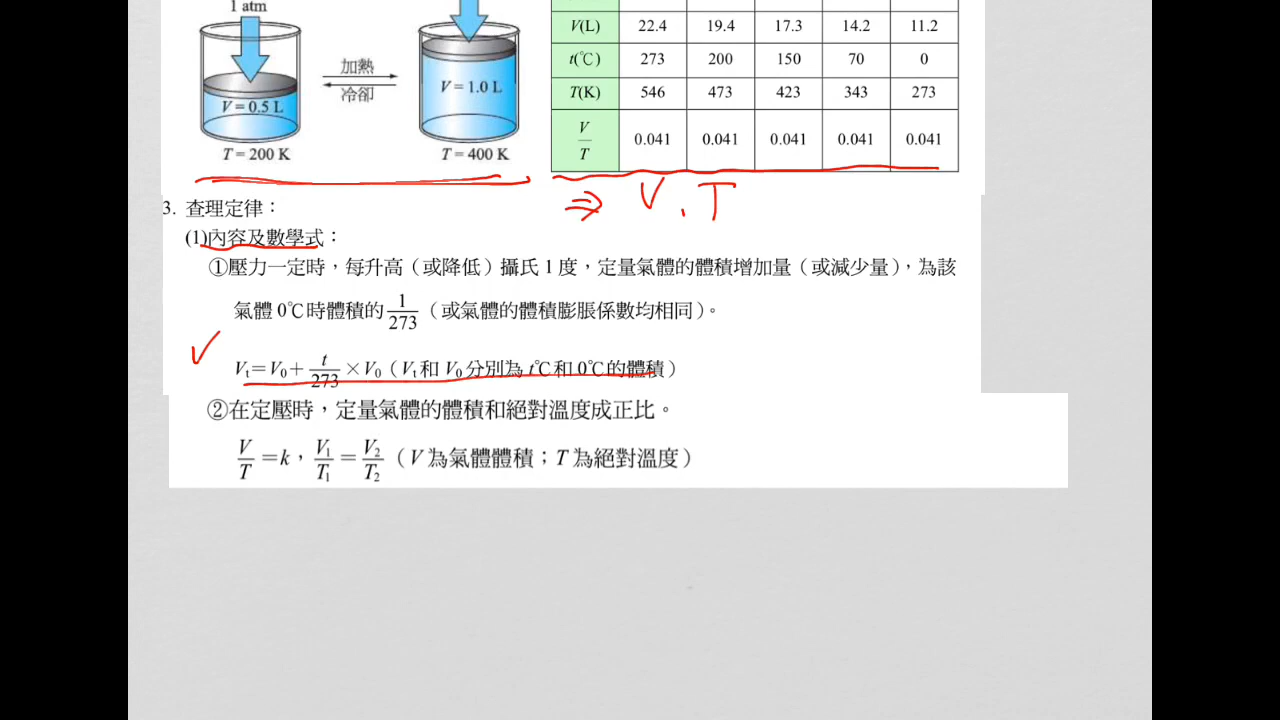 1 atm
加熱
冷卻
V = 0.5 L
V = 1.0 L
T = 200 K
T = 400 K
V(L) 22.4 19.4 17.3 14.2 11.2
t(℃) 273 200 150 70 0
T(K) 546 473 423 343 273
V/T 0.041 0.041 0.041 0.041 0.041
⇒ V . T
3. 查理定律：
(1)內容及數學式：
①壓力一定時，每升高（或降低）攝氏 1 度，定量氣體的體積增加量（或減少量），為該
氣體 0℃時體積的 1/273（或氣體的體積膨脹係數均相同）。
Vt＝V0＋t/273×V0（Vt和 V0分別為 t℃和 0℃的體積）
②在定壓時，定量氣體的體積和絕對溫度成正比。
V/T＝k，V1/T1＝V2/T2（V 為氣體體積；T 為絕對溫度）